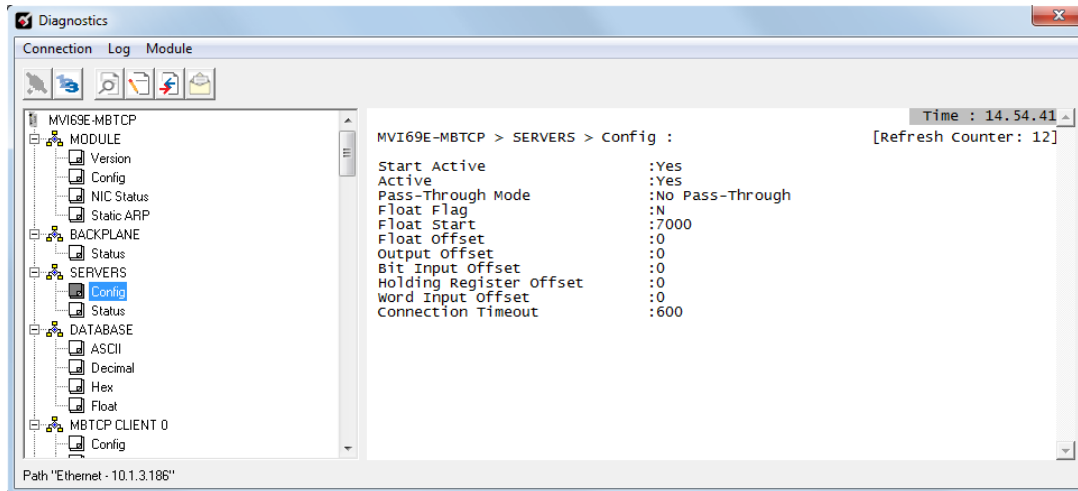 Diagnostics
Connection Log Module
MVI69E-MBTCP
MODULE
Version
Config
NIC Status
Static ARP
BACKPLANE
Status
SERVERS
Config
Status
DATABASE
ASCII
Decimal
Hex
Float
MBTCP CLIENT 0
Config
Time : 14.54.41
MVI69E-MBTCP > SERVERS > Config : [Refresh Counter: 12]
Start Active :Yes
Active :Yes
Pass-Through Mode :No Pass-Through
Float Flag :N
Float Start :7000
Float Offset :0
Output Offset :0
Bit Input Offset :0
Holding Register Offset :0
Word Input Offset :0
Connection Timeout :600
Path "Ethernet - 10.1.3.186"